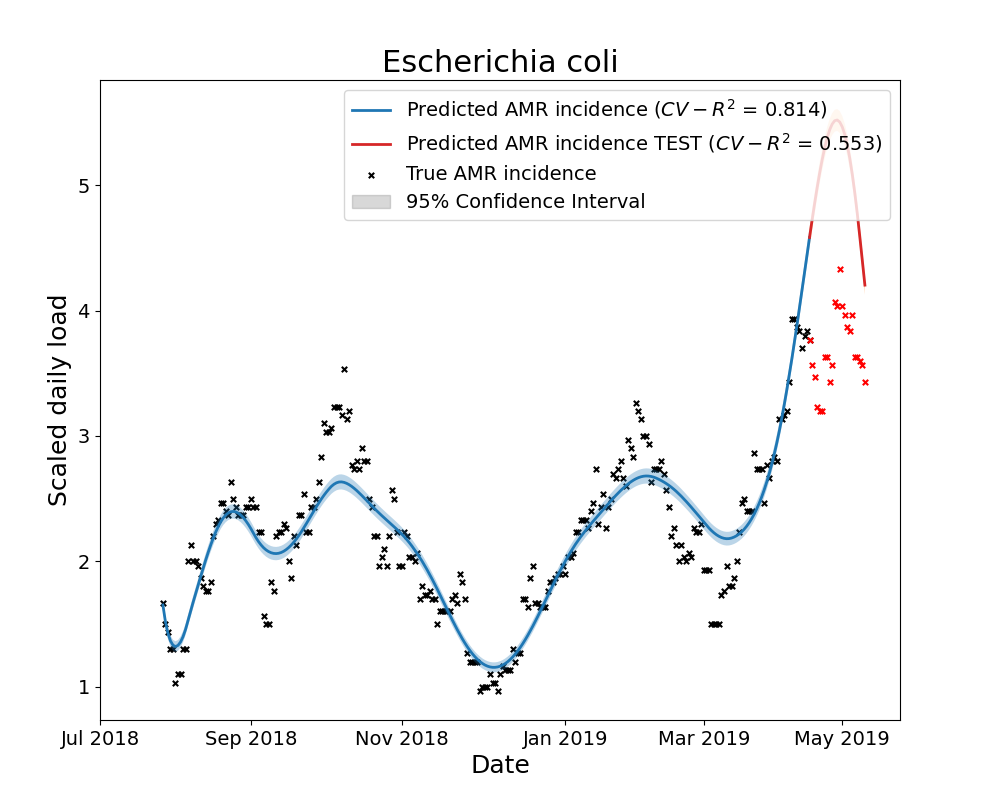 Escherichia coli
Predicted AMR incidence ($CV - R^2$ = 0.814)
Predicted AMR incidence TEST ($CV - R^2$ = 0.553)
True AMR incidence
95% Confidence Interval
Scaled daily load
5
4
3
2
1
Jul 2018 Sep 2018 Nov 2018 Jan 2019 Mar 2019 May 2019
Date